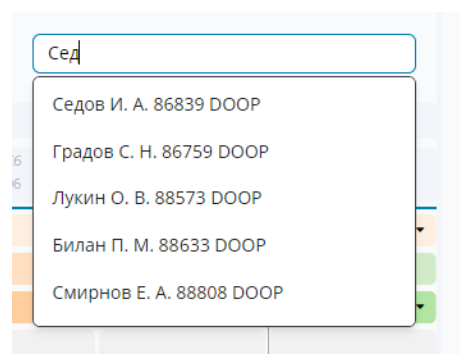 Сед
Седов И. А. 86839 DOOP
Градов С. Н. 86759 DOOP
Лукин О. В. 88573 DOOP
Билан П. М. 88633 DOOP
Смирнов Е. А. 88808 DOOP